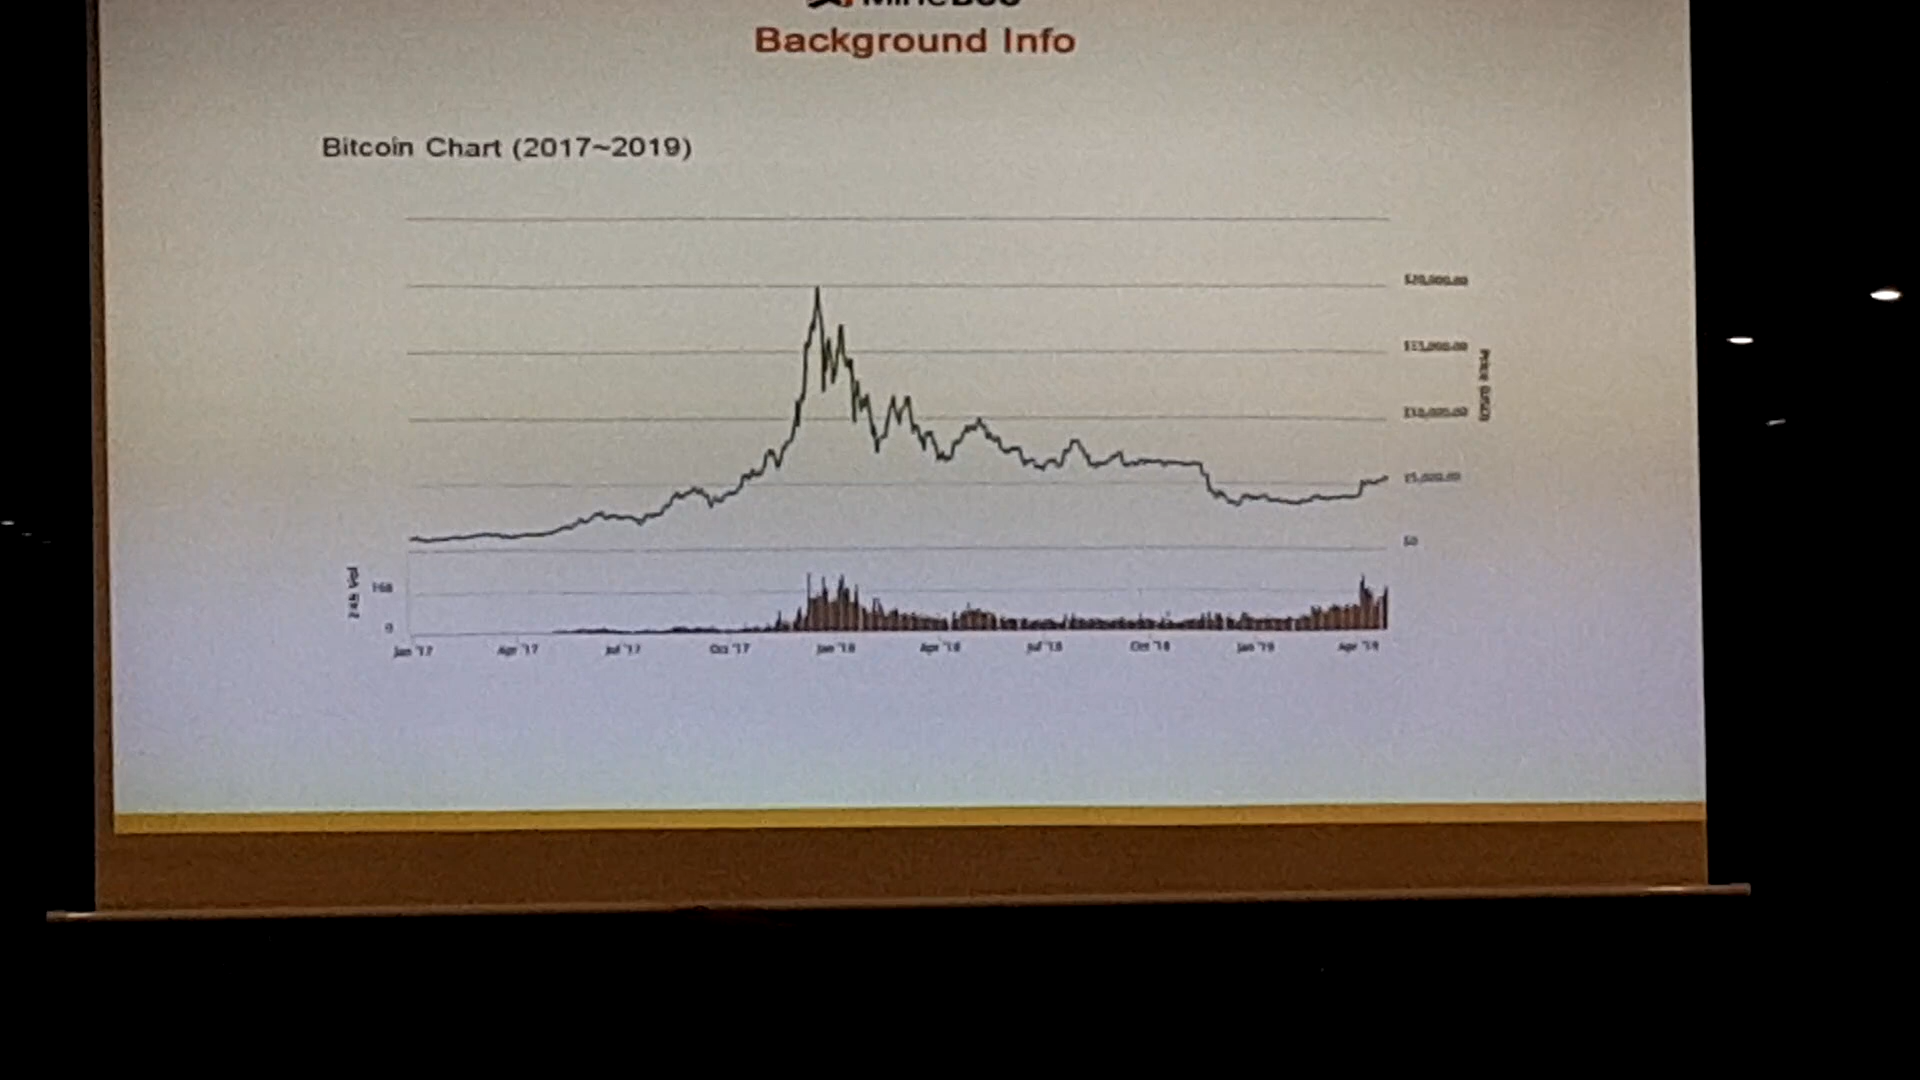 Background Info
Bitcoin Chart (2017~2019)
$20,000.00
$15,000.00
$10,000.00
$5,000.00
$0
Price (USD)
24h Vol
0
Jan '17
Apr '17
Jul '17
Oct '17
Jan '18
Apr '18
Jul '18
Oct '18
Jan '19
Apr '19